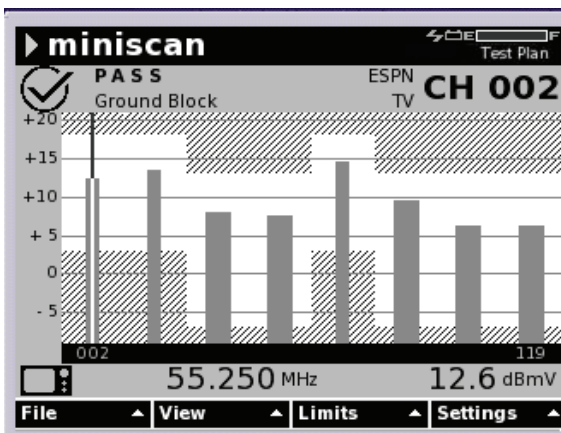 miniscan
E F
Test Plan
PASS
Ground Block
ESPN
TV
CH 002
+20
+15
+10
+ 5
0
- 5
002
119
55.250 MHz
12.6 dBmV
File
View
Limits
Settings